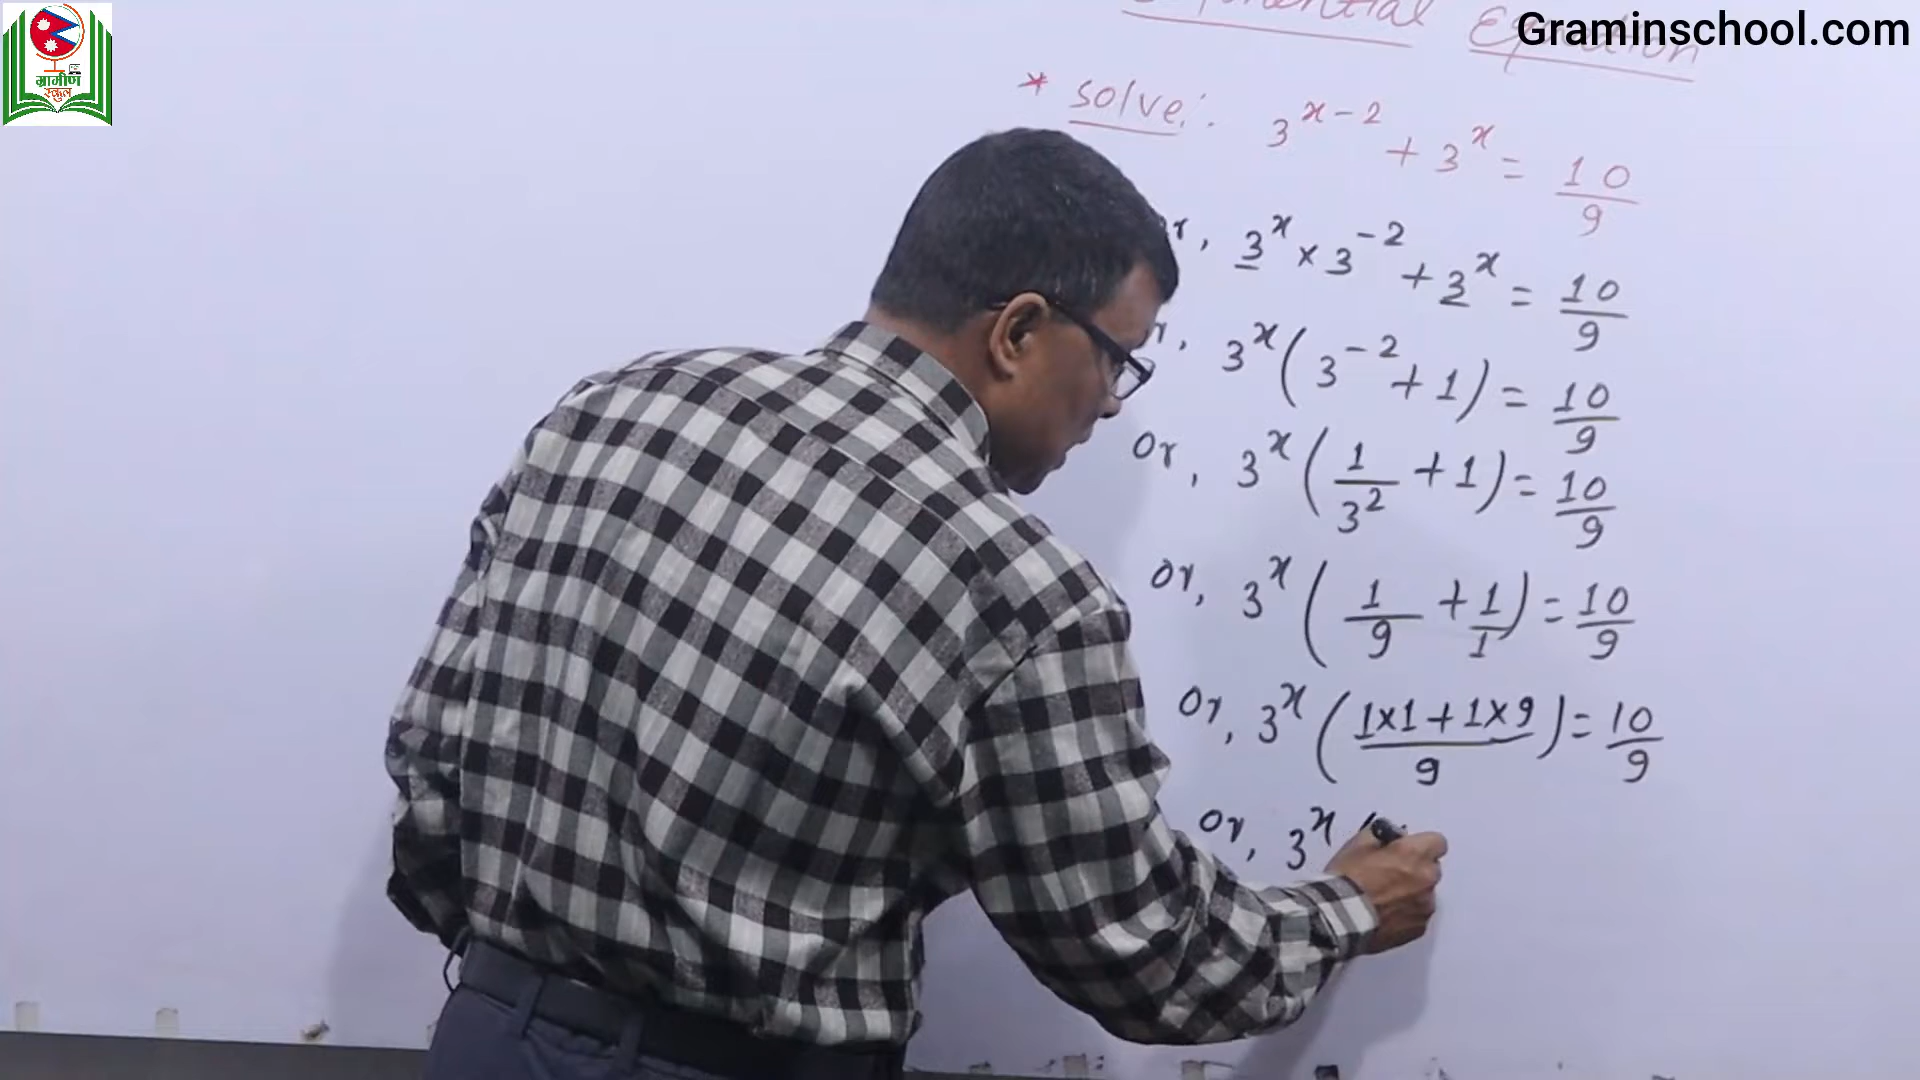 ग्रामीण
स्कुल
Graminschool.com
Equation
* solve:- 3^{x-2} + 3^x = 10/9
3^x × 3^{-2} + 3^x = 10/9
3^x (3^{-2} + 1) = 10/9
or, 3^x (1/3^2 + 1) = 10/9
or, 3^x (1/9 + 1/1) = 10/9
or, 3^x ((1×1 + 1×9)/9) = 10/9
or, 3^x (